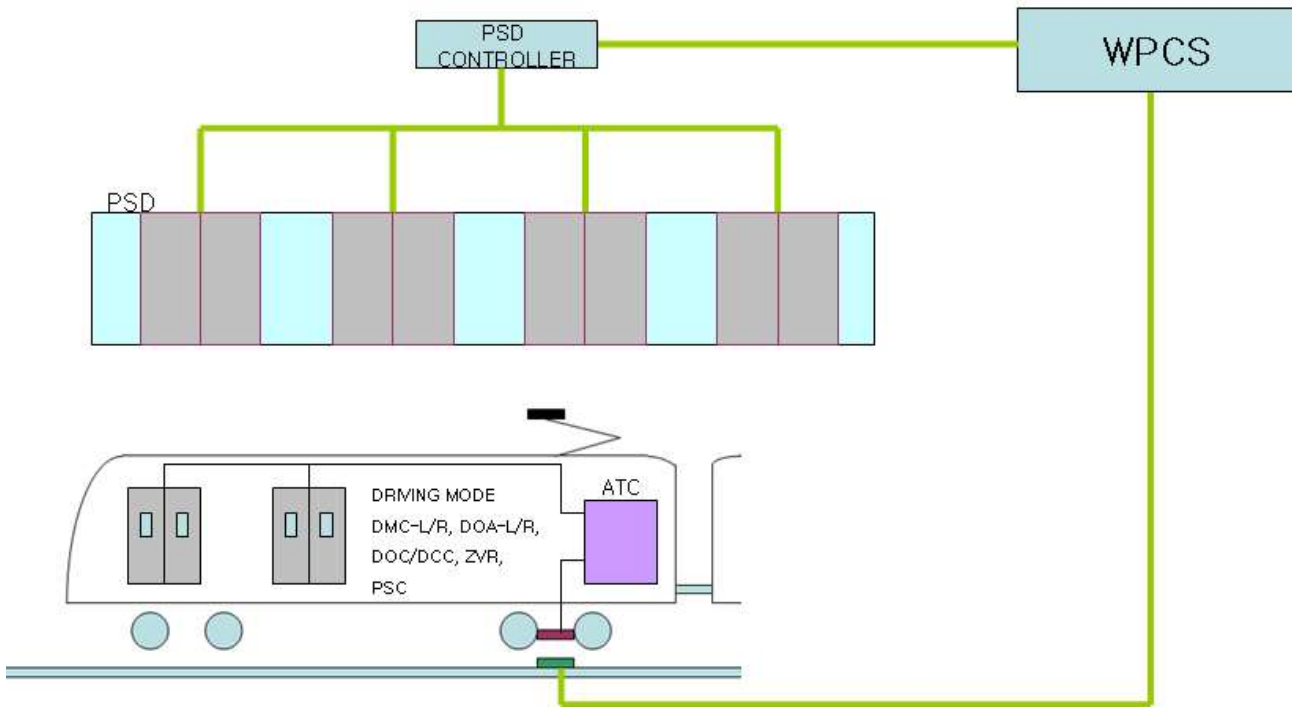 PSD
CONTROLLER
WPCS
PSD
DRIVING MODE
DMC-L/R, DOA-L/R,
DOC/DCC, ZVR,
PSC
ATC